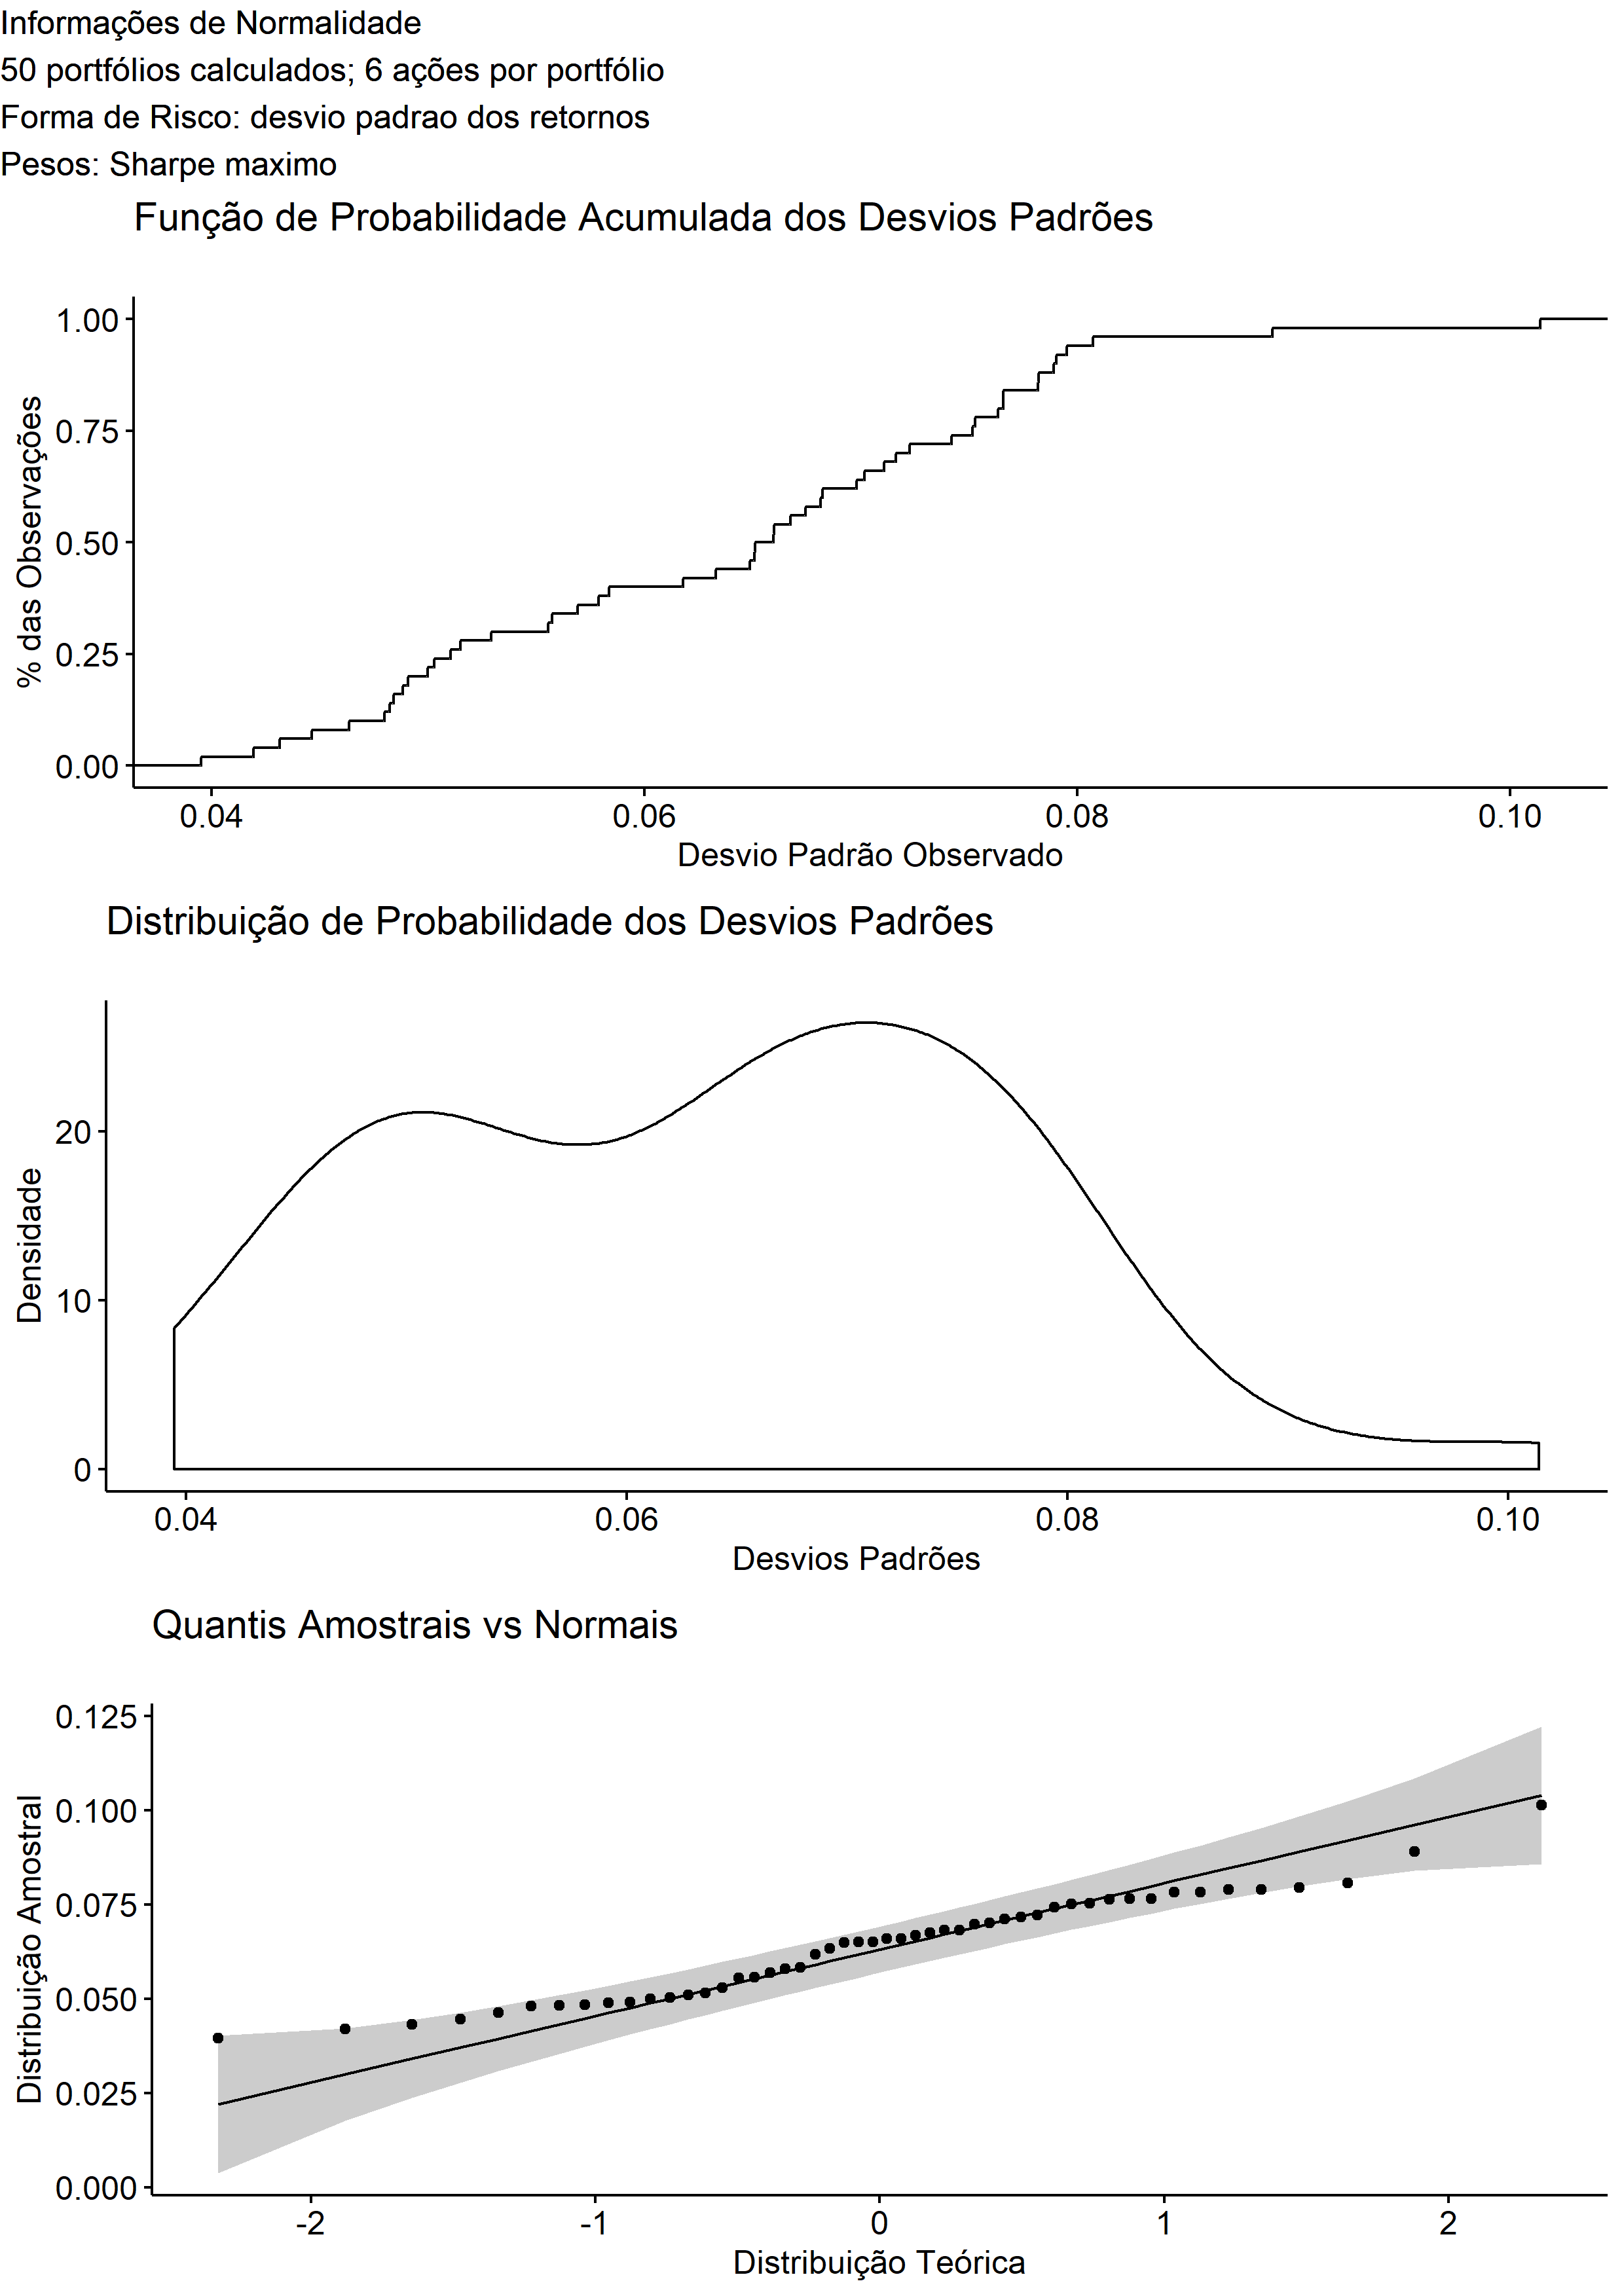 Informações de Normalidade
50 portfólios calculados; 6 ações por portfólio
Forma de Risco: desvio padrao dos retornos
Pesos: Sharpe maximo
Função de Probabilidade Acumulada dos Desvios Padrões
% das Observações
1.00
0.75
0.50
0.25
0.00
0.04 0.06 0.08 0.10
Desvio Padrão Observado
Distribuição de Probabilidade dos Desvios Padrões
Densidade
20
10
0
0.04 0.06 0.08 0.10
Desvios Padrões
Quantis Amostrais vs Normais
Distribuição Amostral
0.125
0.100
0.075
0.050
0.025
0.000
-2 -1 0 1 2
Distribuição Teórica